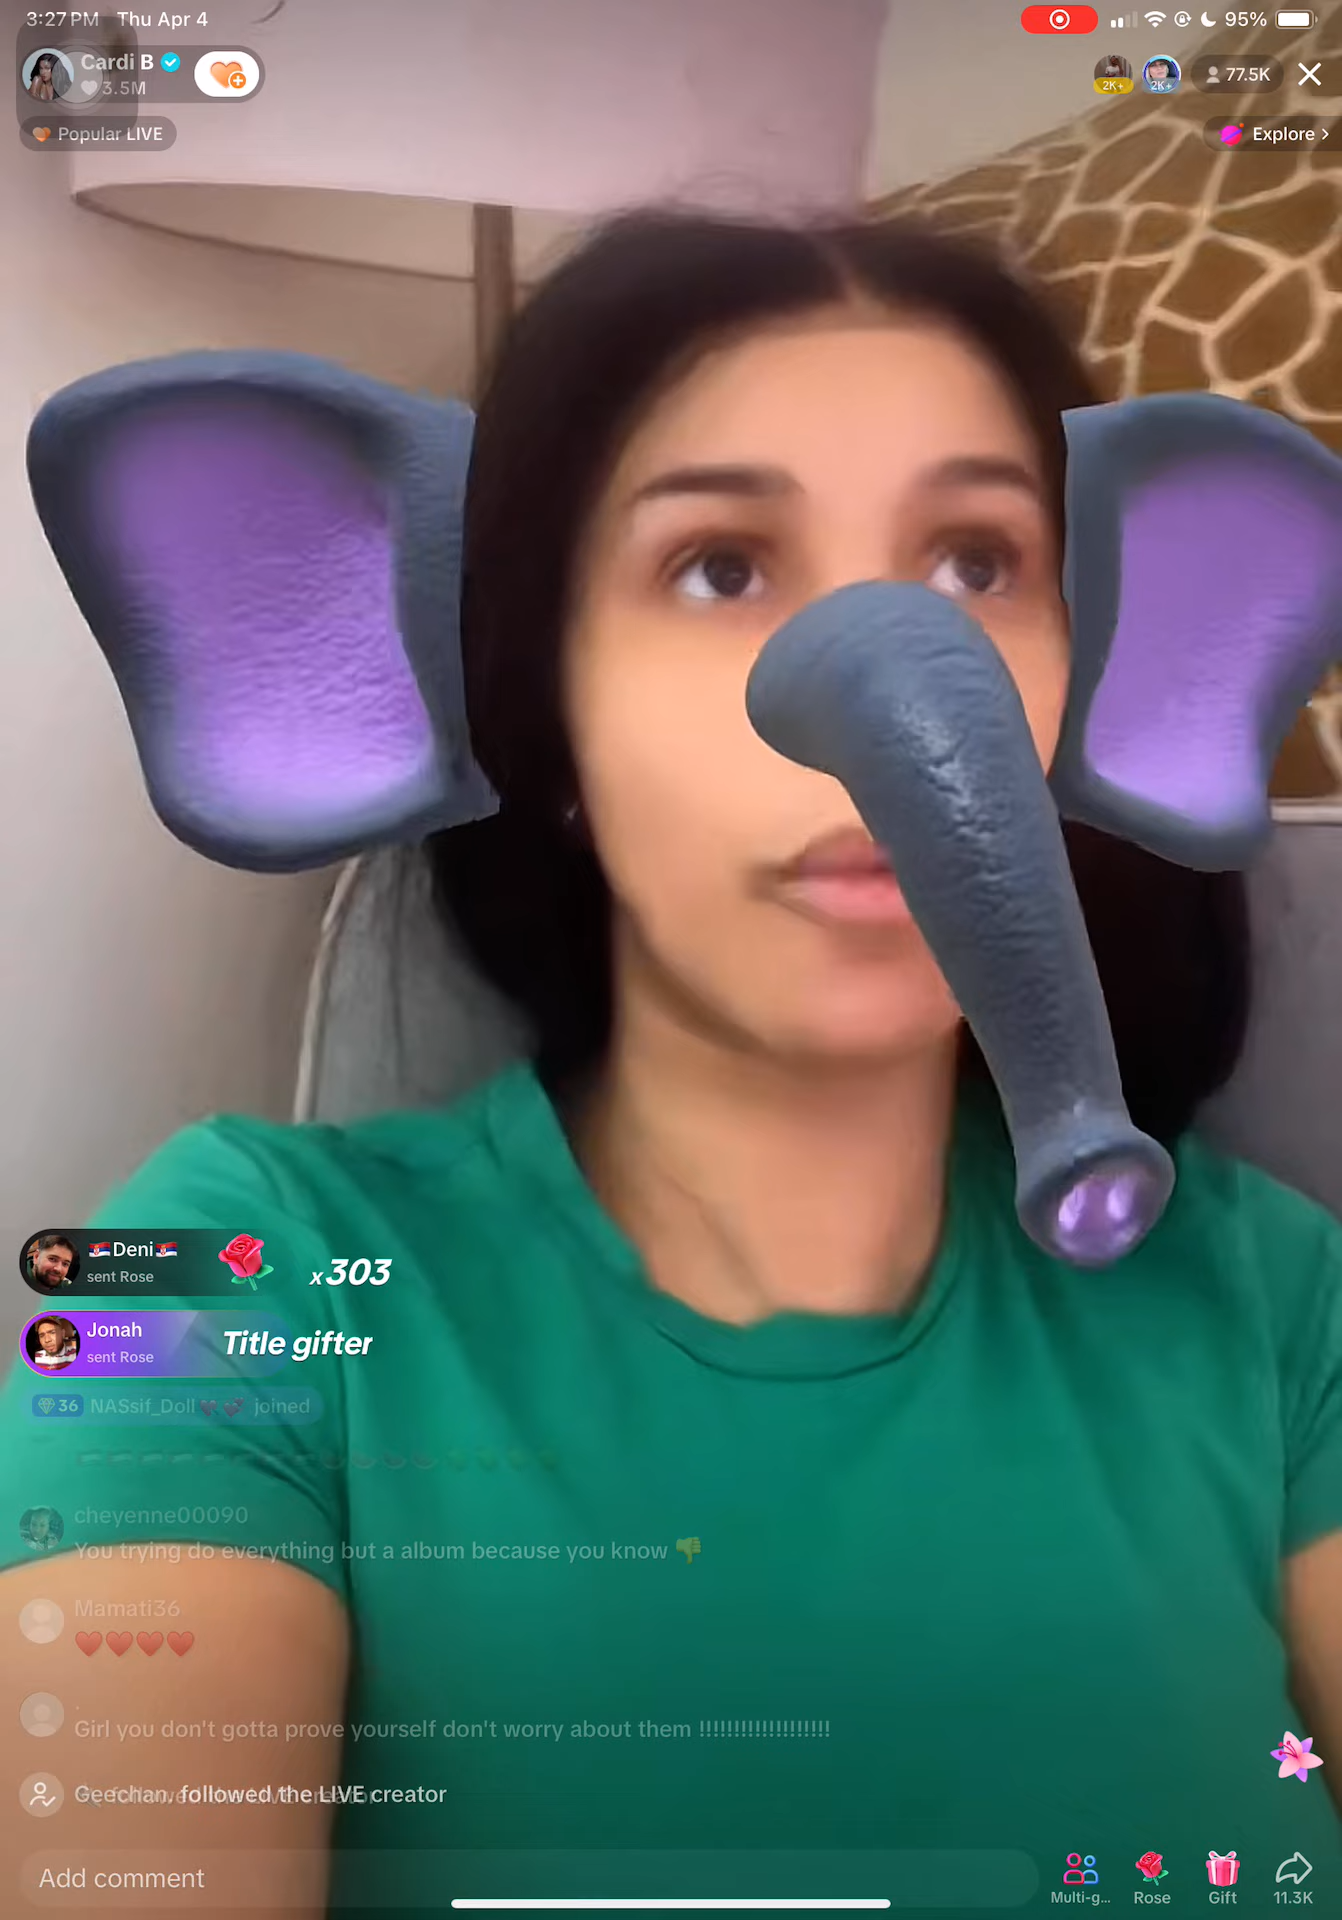 3:27 PM Thu Apr 4
95%
Cardi B
3.5M
2K+
2K+
77.5K
Popular LIVE
Explore >
Deni
sent Rose
x303
Jonah
sent Rose
Title gifter
36 NASsif_Doll joined
cheyenne00090
You trying do everything but a album because you know 👎
Mamati36
❤️❤️❤️❤️
.
Girl you don't gotta prove yourself don't worry about them !!!!!!!!!!!!!!!!!!!
Geechan, followed the LIVE creator
Add comment
Multi-g...
Rose
Gift
11.3K